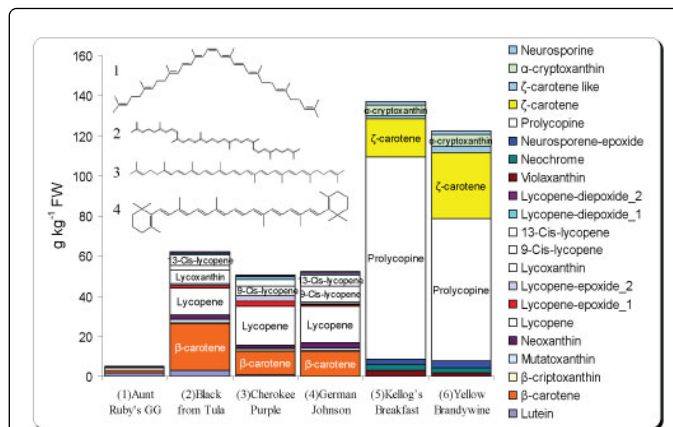 160
140
120
100
80
60
40
20
0
g kg-1 FW
1
2
3
4
13-Cis-lycopene
Lycoxanthin
Lycopene
β-carotene
9-Cis-lycopene
Lycopene
β-carotene
13-Cis-lycopene
9-Cis-lycopene
Lycopene
β-carotene
α-cryptoxanthin
ζ-carotene
Prolycopine
α-cryptoxanthin
ζ-carotene
Prolycopine
(1)Aunt Ruby's GG
(2)Black from Tula
(3)Cherokee Purple
(4)German Johnson
(5)Kellog's Breakfast
(6)Yellow Brandywine
Neurosporine
α-cryptoxanthin
ζ-carotene like
ζ-carotene
Prolycopine
Neurosporene-epoxide
Neochrome
Violaxanthin
Lycopene-diepoxide_2
Lycopene-diepoxide_1
13-Cis-lycopene
9-Cis-lycopene
Lycoxanthin
Lycopene-epoxide_2
Lycopene-epoxide_1
Lycopene
Neoxanthin
Mutatoxanthin
β-criptoxanthin
β-carotene
Lutein